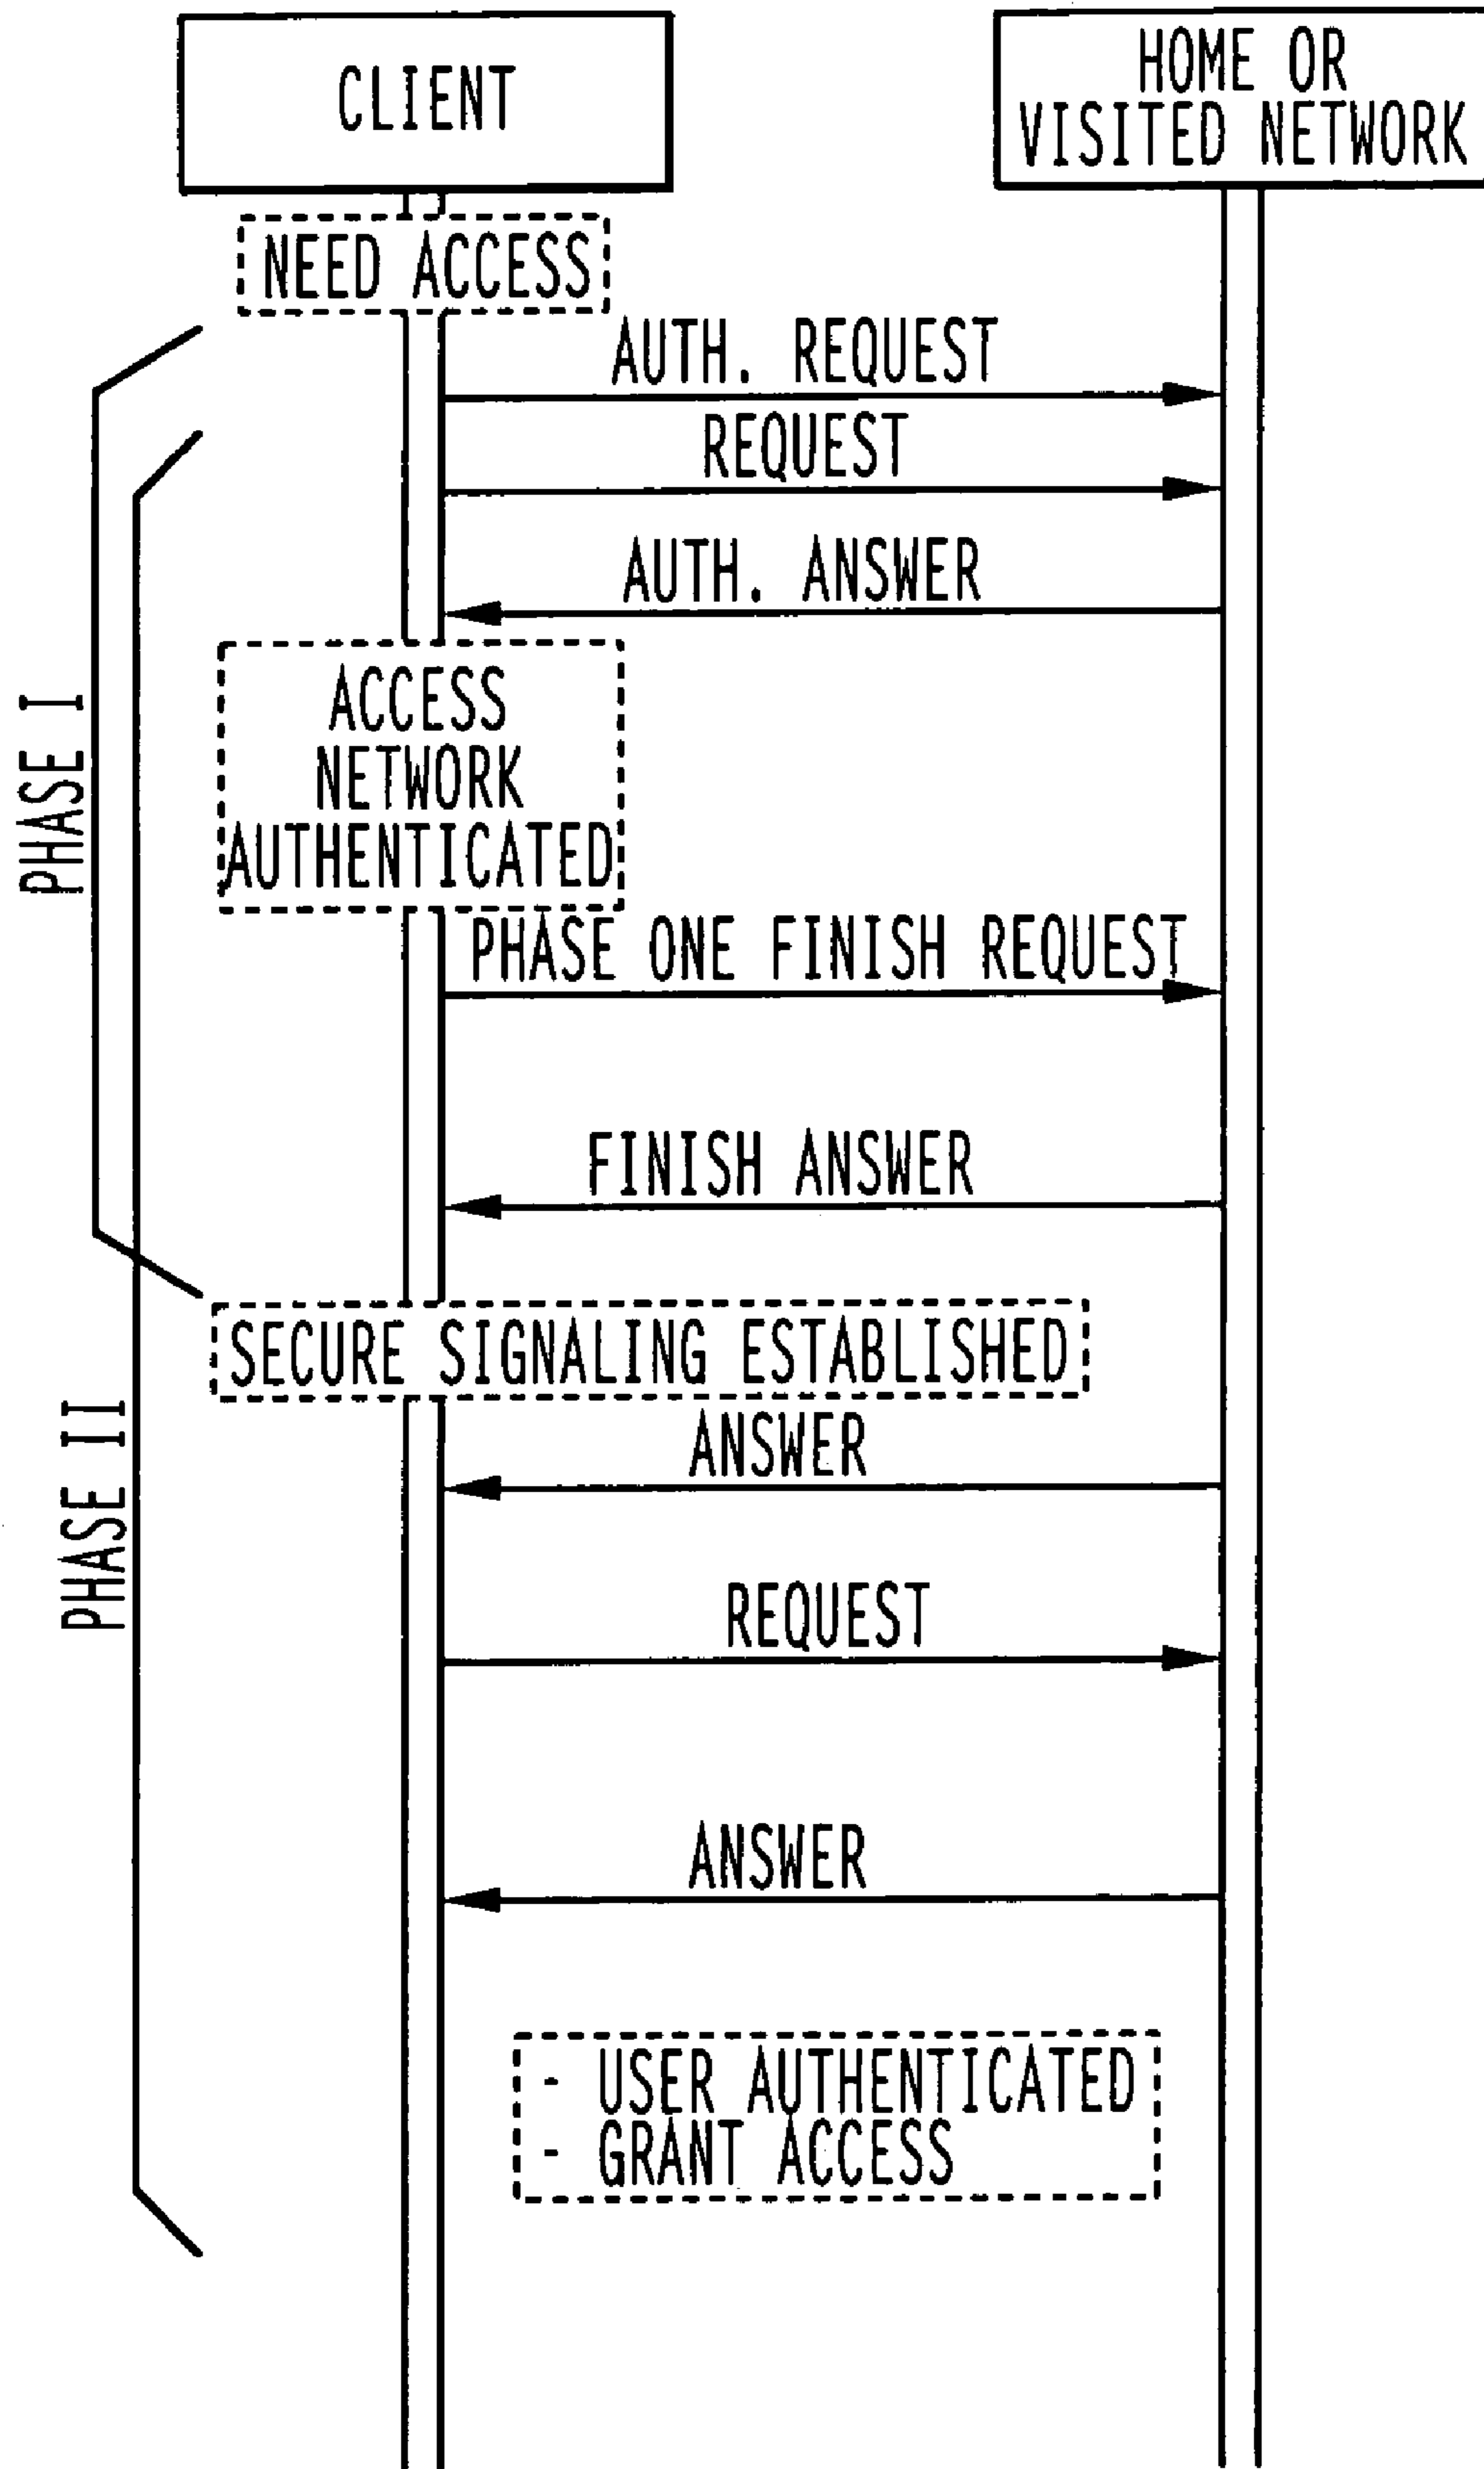 CLIENT
HOME OR
VISITED NETWORK
NEED ACCESS
AUTH. REQUEST
REQUEST
AUTH. ANSWER
ACCESS
NETWORK
AUTHENTICATED
PHASE I
PHASE ONE FINISH REQUEST
FINISH ANSWER
SECURE SIGNALING ESTABLISHED
ANSWER
PHASE II
REQUEST
ANSWER
- USER AUTHENTICATED
- GRANT ACCESS